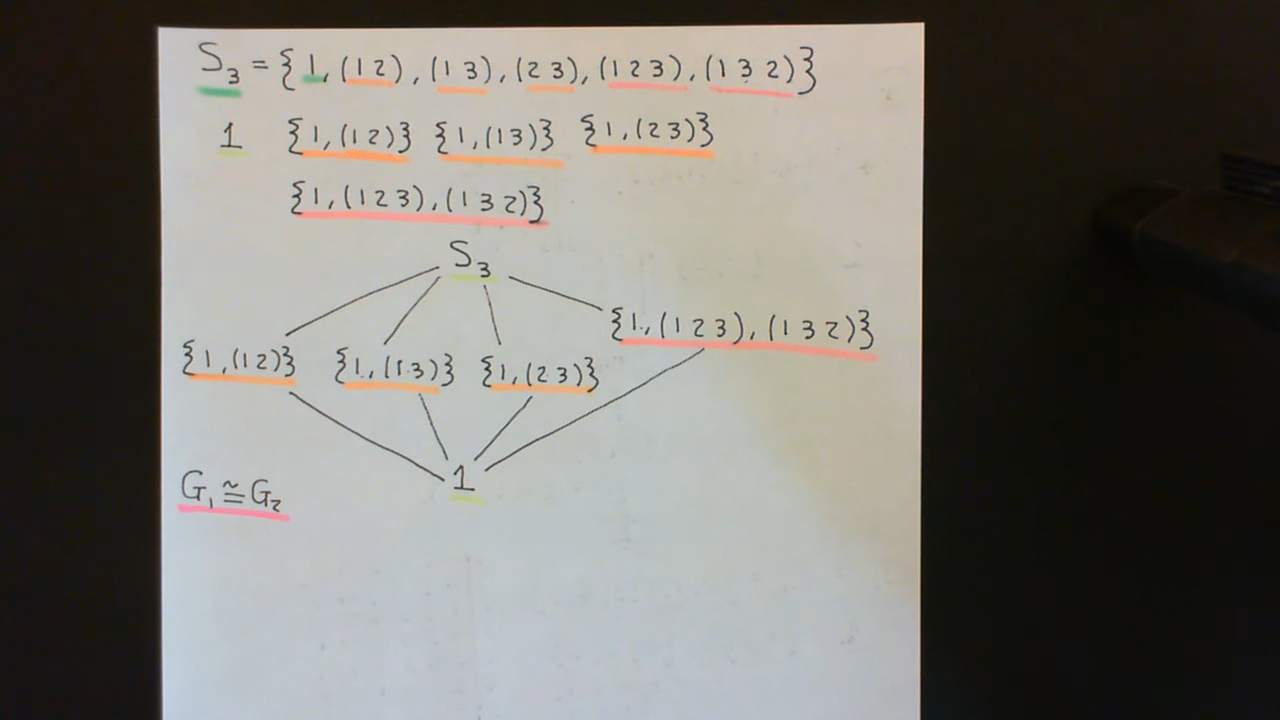 S₃ = {1, (1 2), (1 3), (2 3), (1 2 3), (1 3 2)}
1 {1, (1 2)} {1, (1 3)} {1, (2 3)}
{1, (1 2 3), (1 3 2)}
S₃
{1, (1 2 3), (1 3 2)}
{1, (1 2)} {1, (1 3)} {1, (2 3)}
1
G₁ ≅ G₂